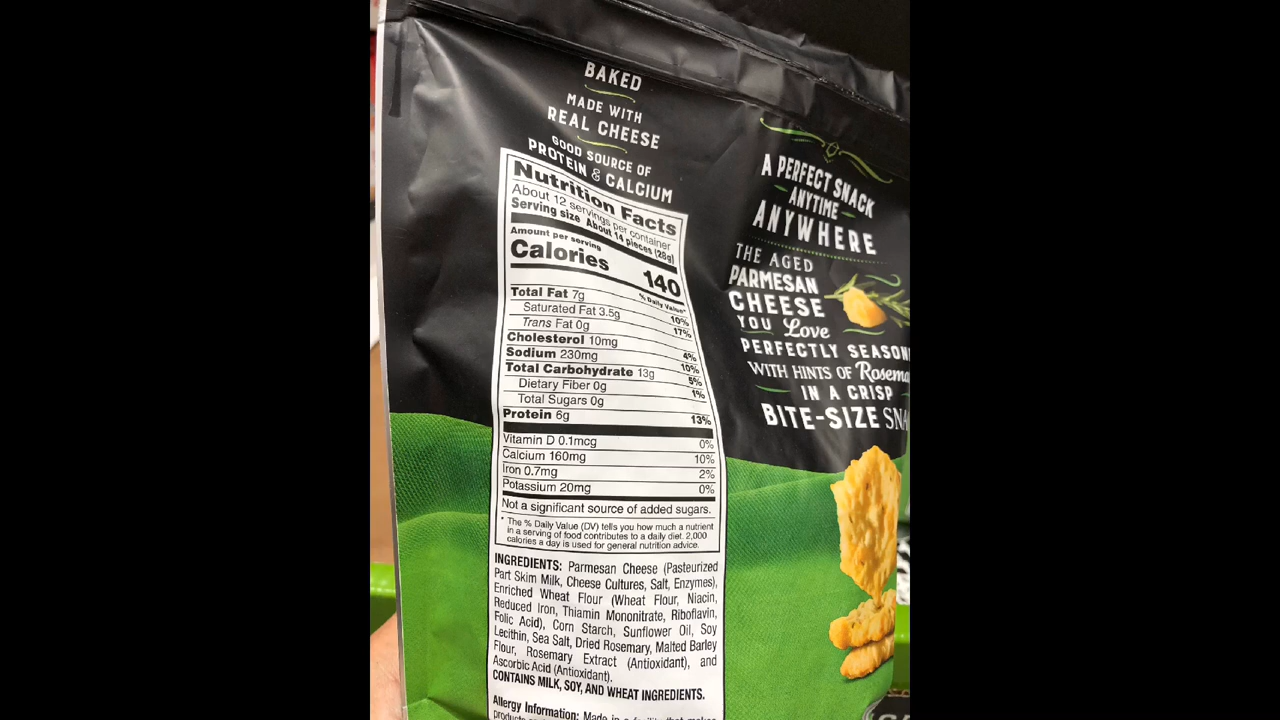 BAKED
MADE WITH
REAL CHEESE
GOOD SOURCE OF
PROTEIN & CALCIUM
Nutrition Facts
About 12 servings per container
Serving size About 14 pieces (28g)
Amount per serving
Calories 140
% Daily Value*
Total Fat 7g 10%
Saturated Fat 3.5g 17%
Trans Fat 0g
Cholesterol 10mg 4%
Sodium 230mg 10%
Total Carbohydrate 13g 5%
Dietary Fiber 0g 1%
Total Sugars 0g
Protein 6g 13%
Vitamin D 0.1mcg 0%
Calcium 160mg 10%
Iron 0.7mg 2%
Potassium 20mg 0%
Not a significant source of added sugars.
* The % Daily Value (DV) tells you how much a nutrient
in a serving of food contributes to a daily diet. 2,000
calories a day is used for general nutrition advice.
INGREDIENTS: Parmesan Cheese (Pasteurized
Part Skim Milk, Cheese Cultures, Salt, Enzymes),
Enriched Wheat Flour (Wheat Flour, Niacin,
Reduced Iron, Thiamin Mononitrate, Riboflavin,
Folic Acid), Corn Starch, Sunflower Oil, Soy
Lecithin, Sea Salt, Dried Rosemary, Malted Barley
Flour, Rosemary Extract (Antioxidant), and
Ascorbic Acid (Antioxidant).
CONTAINS MILK, SOY, AND WHEAT INGREDIENTS.
Allergy Information: Made in a facility that makes
A PERFECT SNACK
ANYTIME
ANYWHERE
THE AGED
PARMESAN
CHEESE
YOU Love
PERFECTLY SEASON
WITH HINTS OF Rosema
IN A CRISP
BITE-SIZE SNA